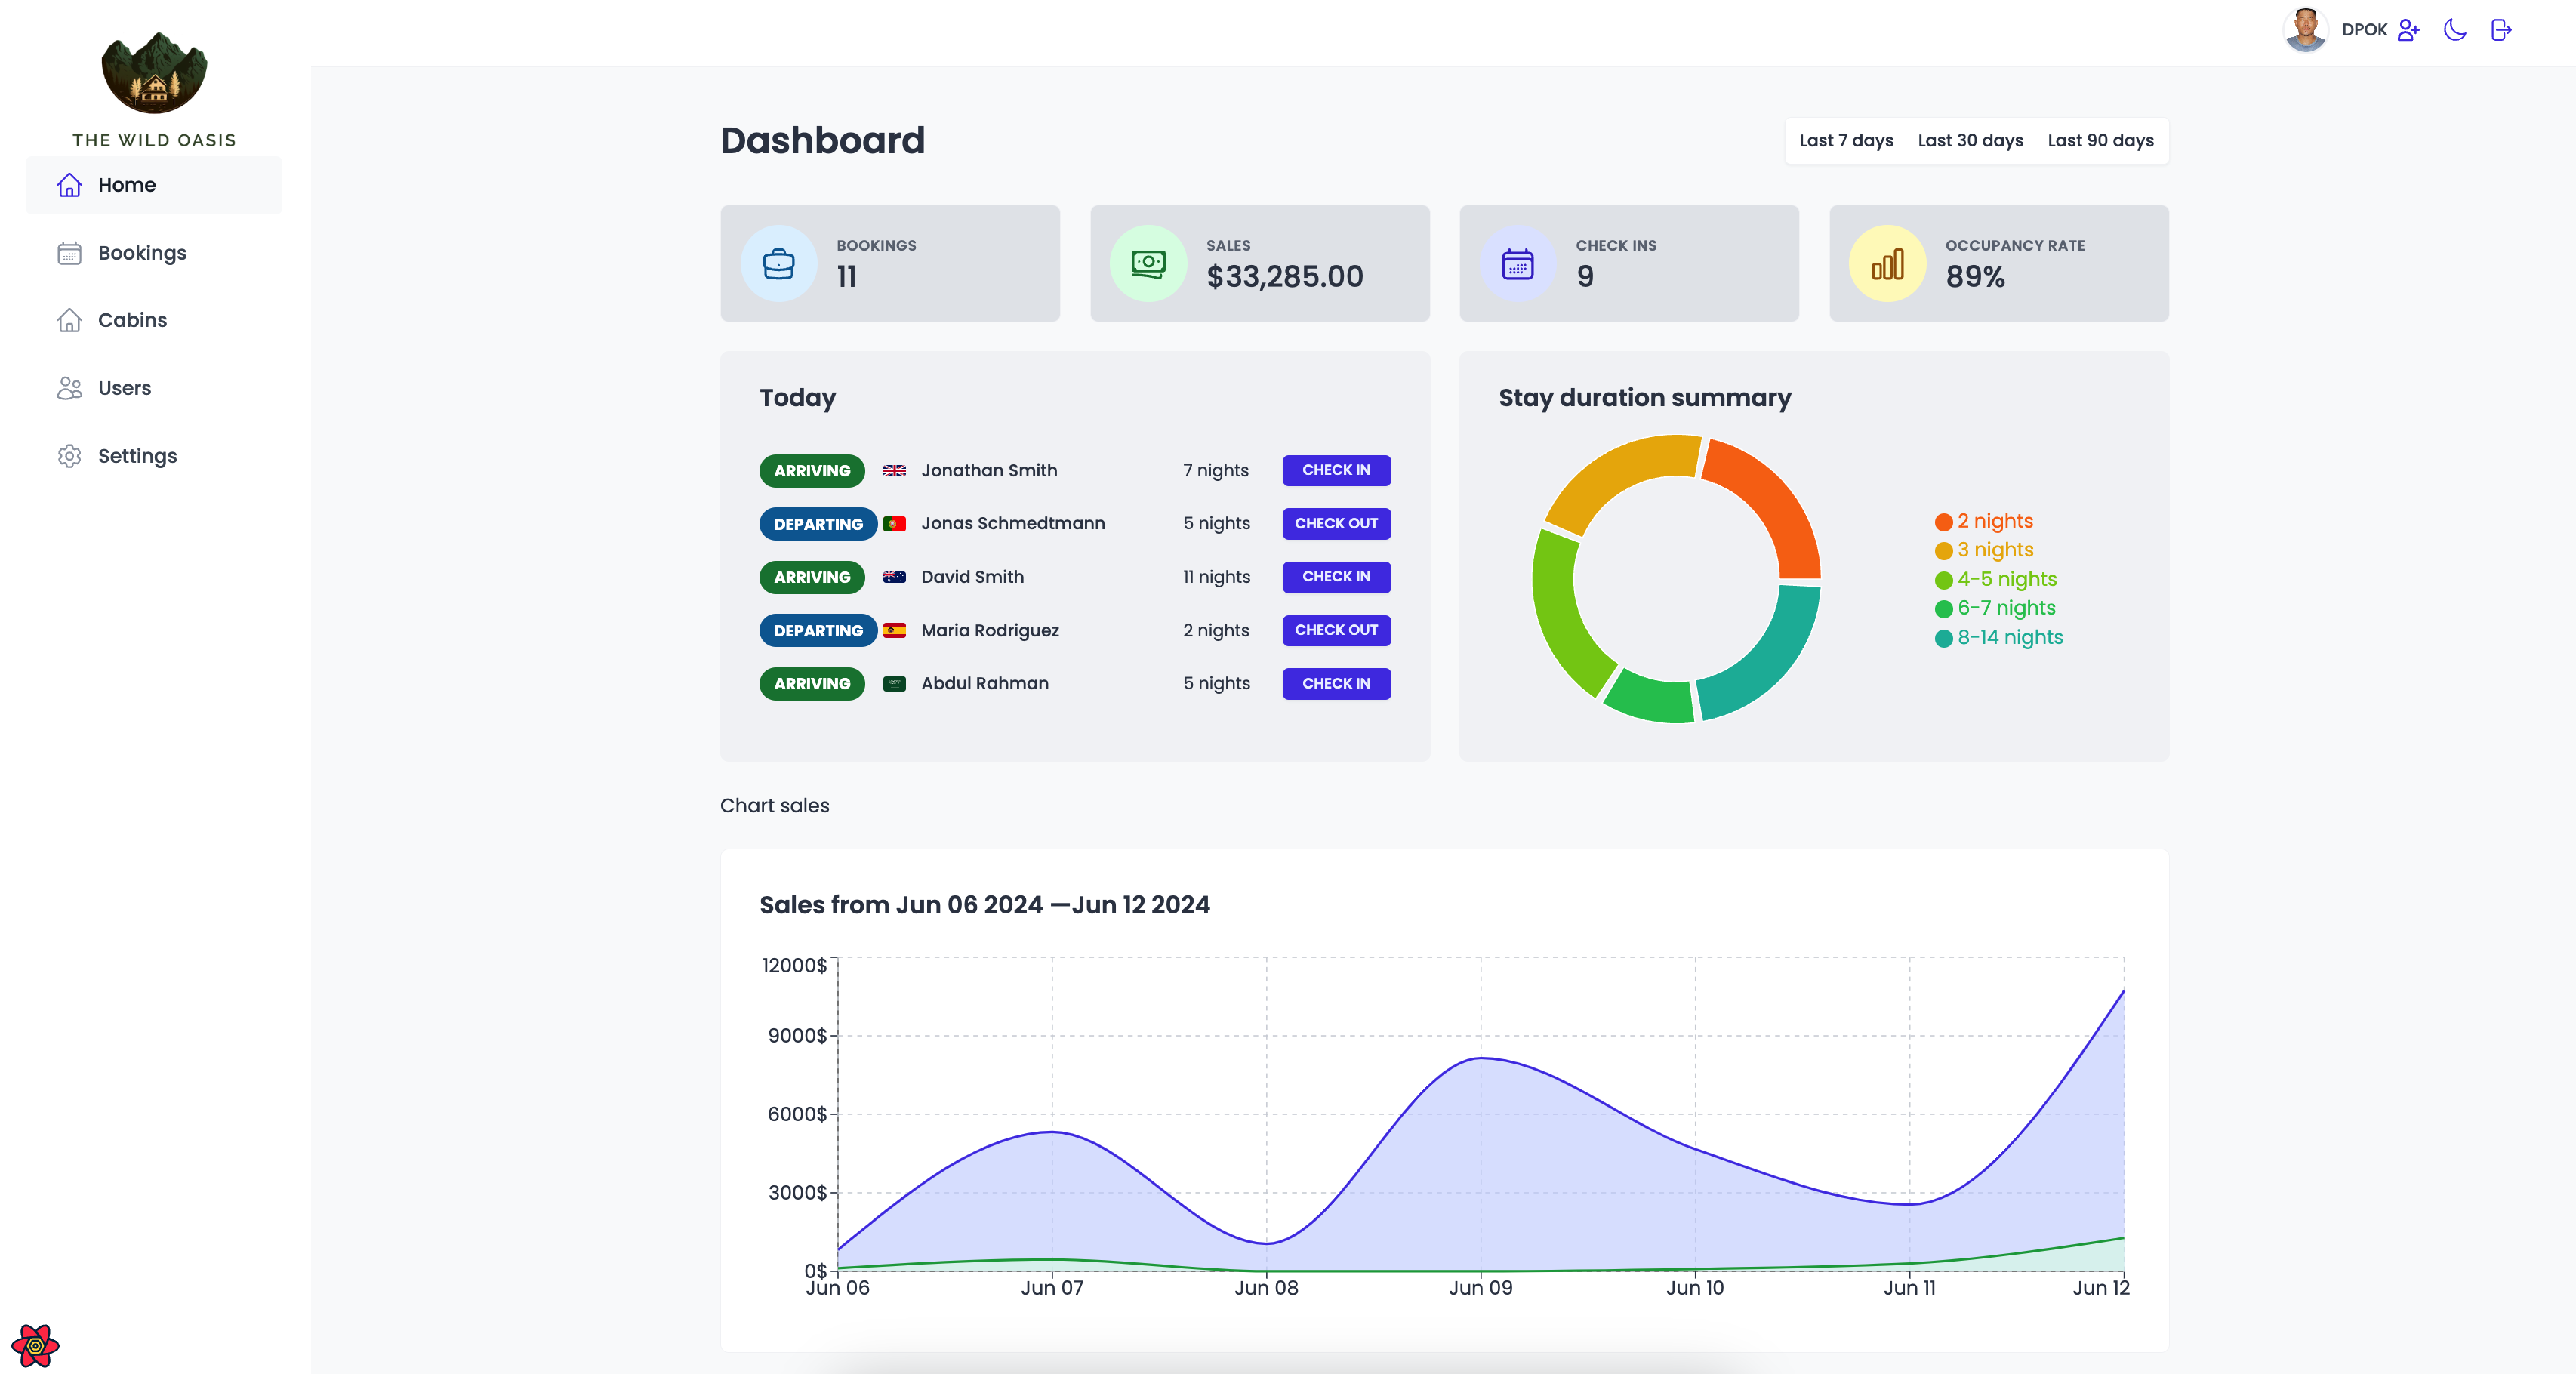 THE WILD OASIS
Home
Bookings
Cabins
Users
Settings
DPOK
Dashboard
Last 7 days Last 30 days Last 90 days
BOOKINGS
11
SALES
$33,285.00
CHECK INS
9
OCCUPANCY RATE
89%
Today
ARRIVING Jonathan Smith 7 nights CHECK IN
DEPARTING Jonas Schmedtmann 5 nights CHECK OUT
ARRIVING David Smith 11 nights CHECK IN
DEPARTING Maria Rodriguez 2 nights CHECK OUT
ARRIVING Abdul Rahman 5 nights CHECK IN
Stay duration summary
2 nights
3 nights
4-5 nights
6-7 nights
8-14 nights
Chart sales
Sales from Jun 06 2024 —Jun 12 2024
12000$
9000$
6000$
3000$
0$
Jun 06 Jun 07 Jun 08 Jun 09 Jun 10 Jun 11 Jun 12